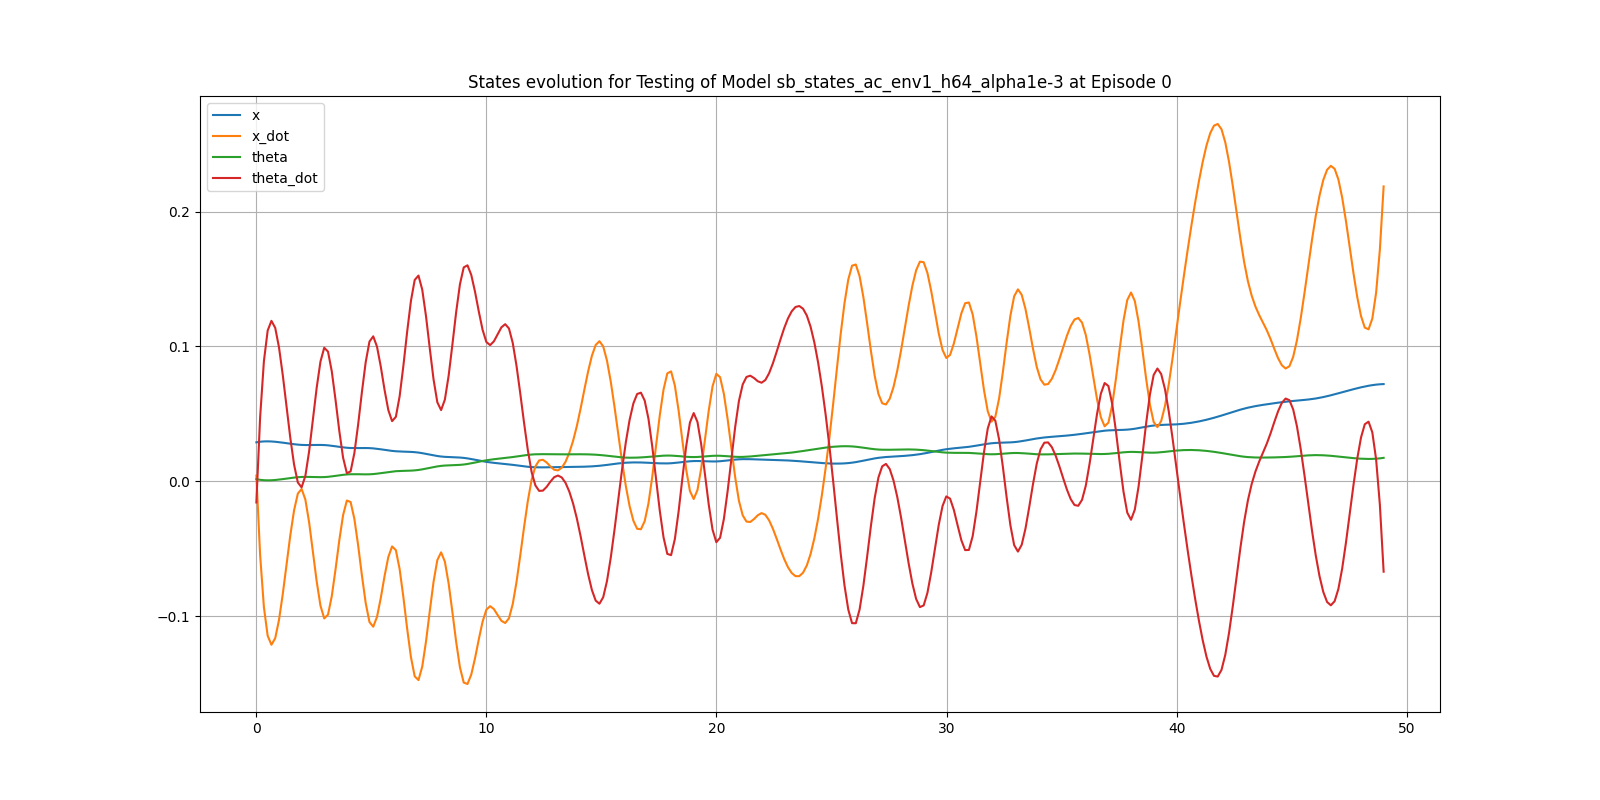 States evolution for Testing of Model sb_states_ac_env1_h64_alpha1e-3 at Episode 0
x
x_dot
theta
theta_dot
0.2
0.1
0.0
−0.1
0 10 20 30 40 50